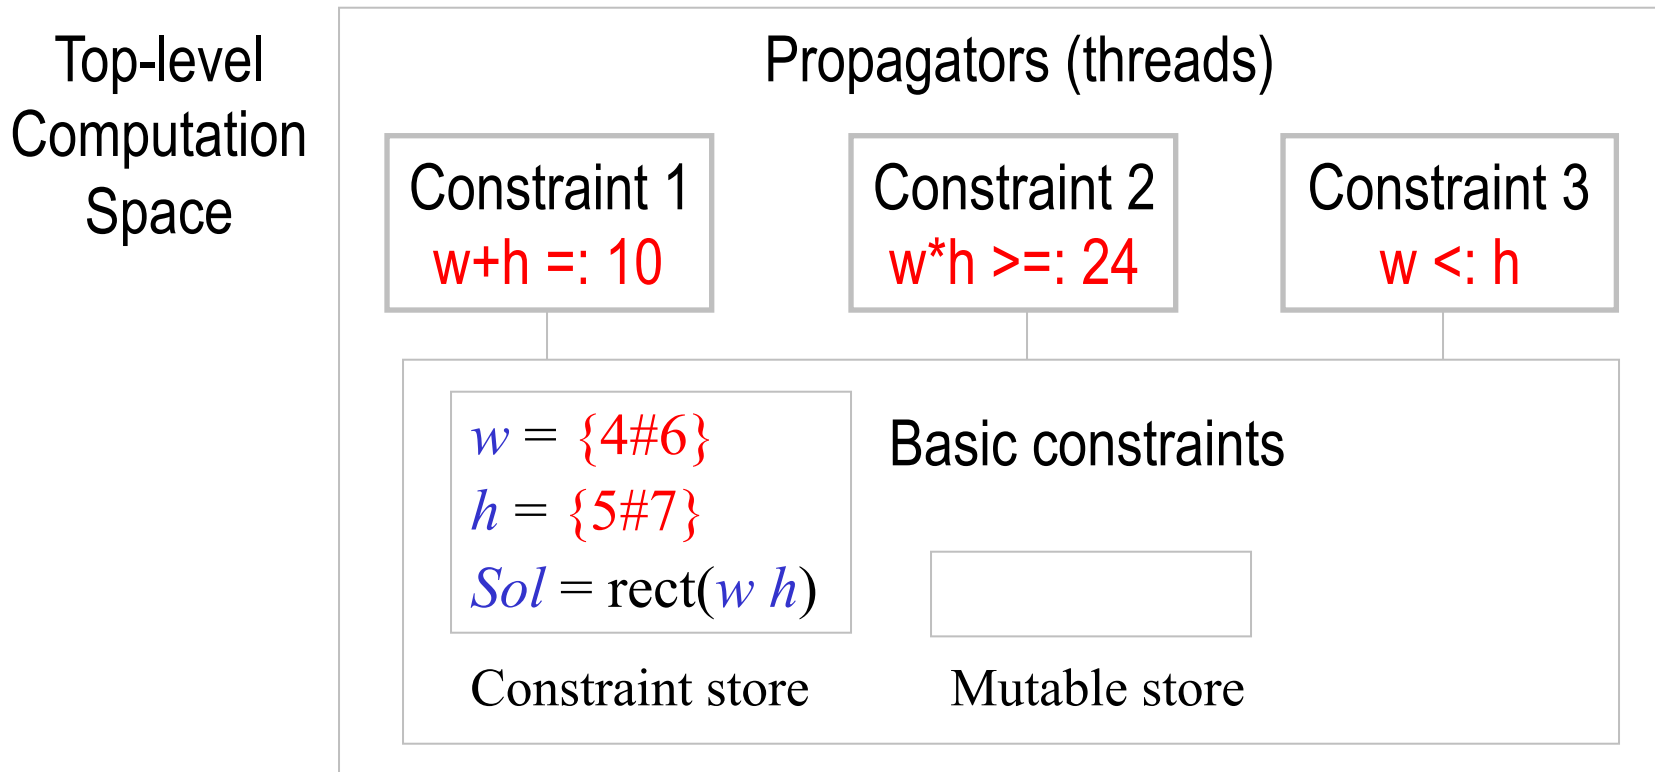 Top-level
Computation
Space
Propagators (threads)
Constraint 1
w+h =: 10
Constraint 2
w*h >=: 24
Constraint 3
w <: h
w = {4#6}
h = {5#7}
Sol = rect(w h)
Constraint store
Basic constraints
Mutable store